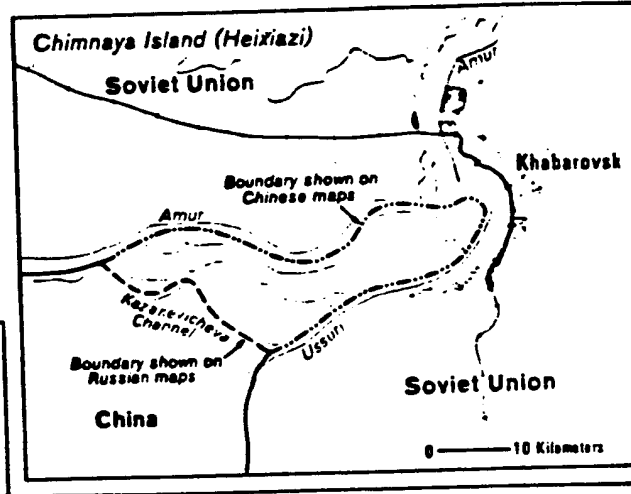 Chimnaya Island (Heixiazi)
Soviet Union
Amur
Khabarovsk
Boundary shown on
Chinese maps
Amur
Kazakevicheva
Channel
Ussuri
Boundary shown on
Russian maps
Soviet Union
China
0 10 Kilometers